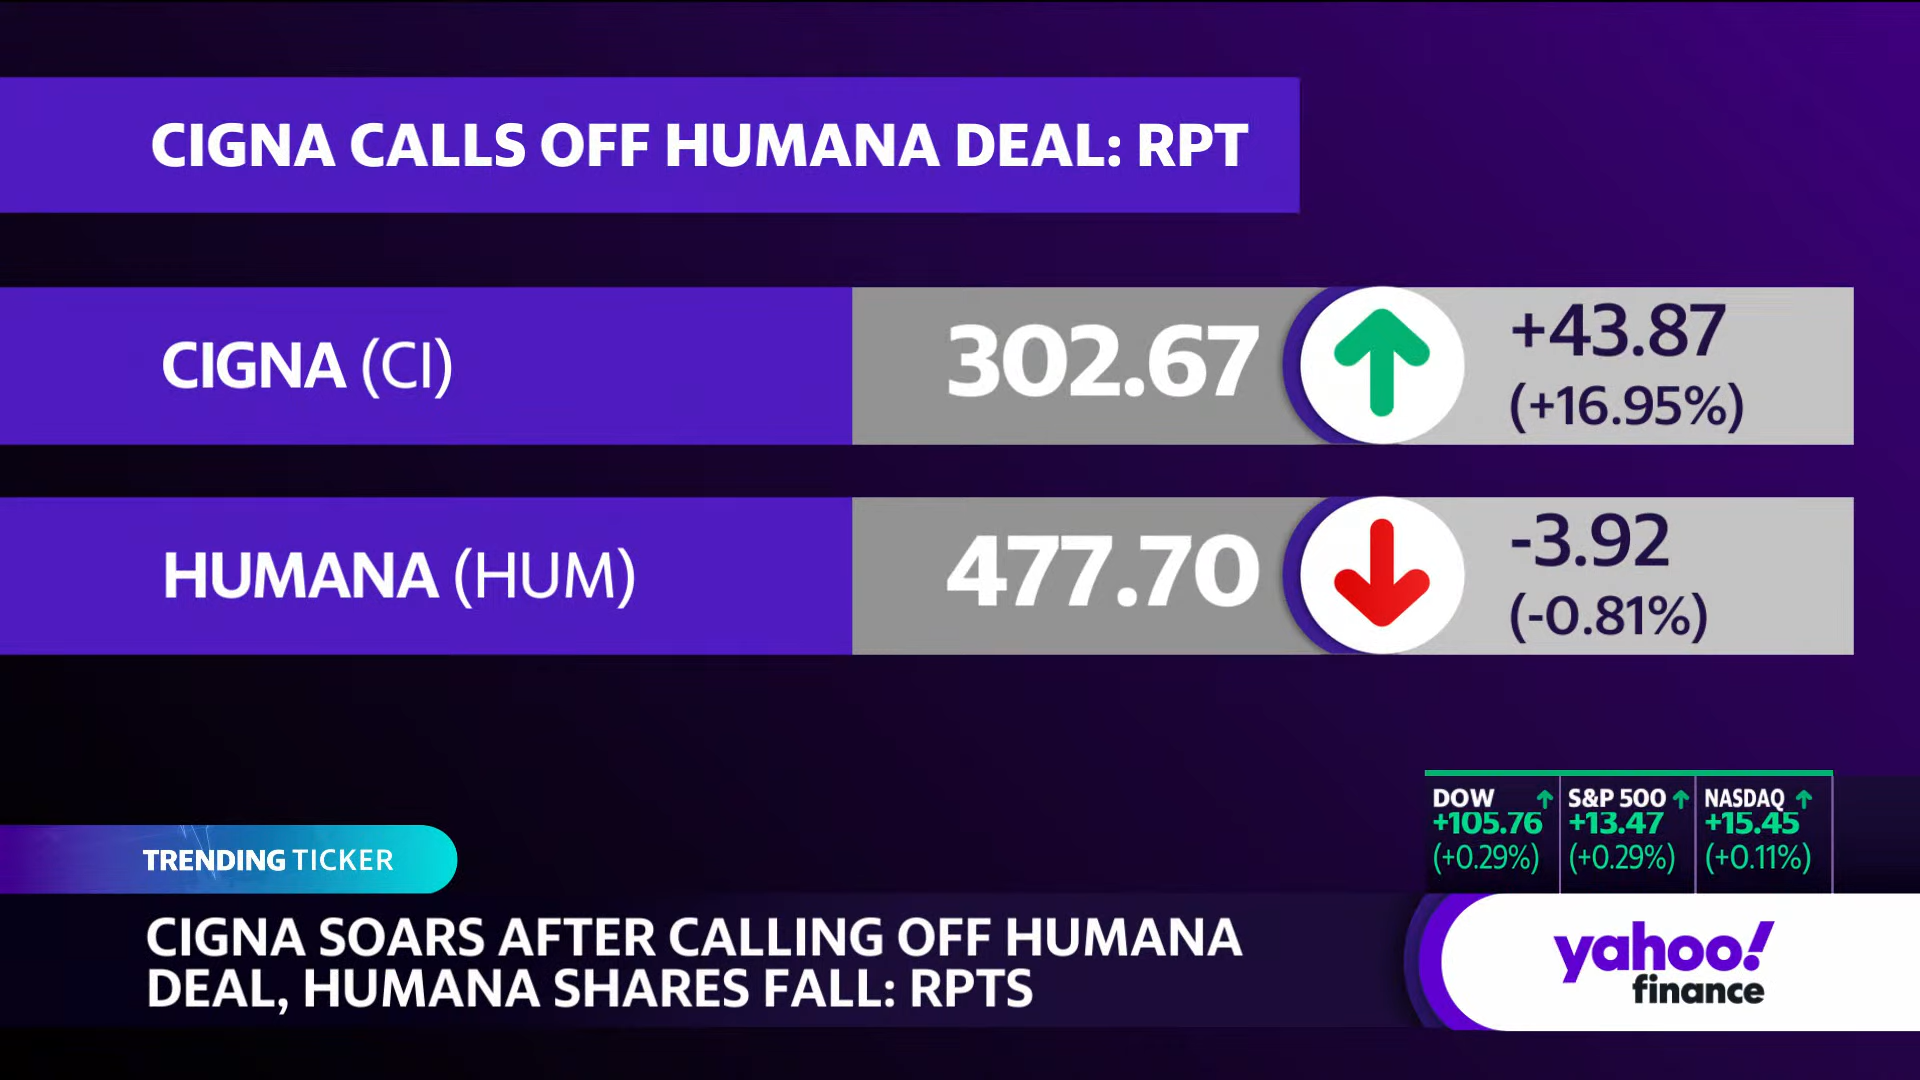 CIGNA CALLS OFF HUMANA DEAL: RPT
CIGNA (CI) 302.67 +43.87
(+16.95%)
HUMANA (HUM) 477.70 -3.92
(-0.81%)
DOW S&P 500 NASDAQ
+105.76 +13.47 +15.45
(+0.29%) (+0.29%) (+0.11%)
TRENDING TICKER
CIGNA SOARS AFTER CALLING OFF HUMANA
DEAL, HUMANA SHARES FALL: RPTS
yahoo!
finance